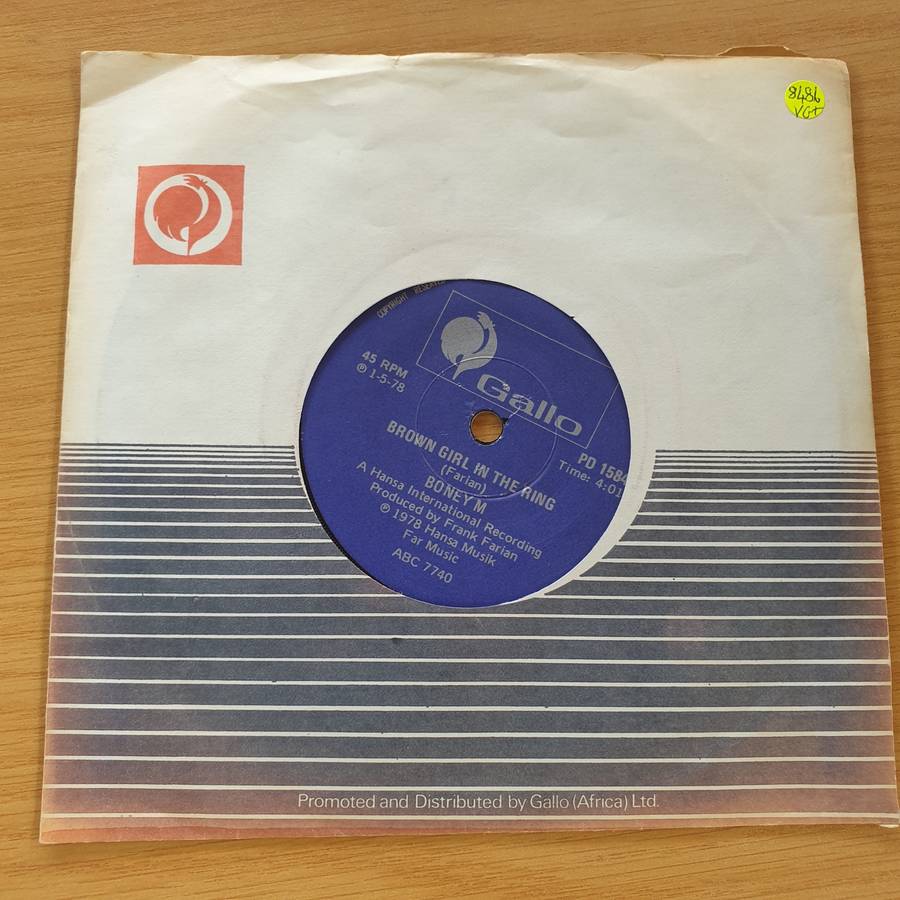 8486
VG+
COPYRIGHT RESERVED
45 RPM
℗ 1-5-78
Gallo
PD 1584
Time: 4:01
BROWN GIRL IN THE RING
(Farian)
BONEY M
A Hansa International Recording
Produced by Frank Farian
℗ 1978 Hansa Musik
Far Music
ABC 7740
Promoted and Distributed by Gallo (Africa) Ltd.